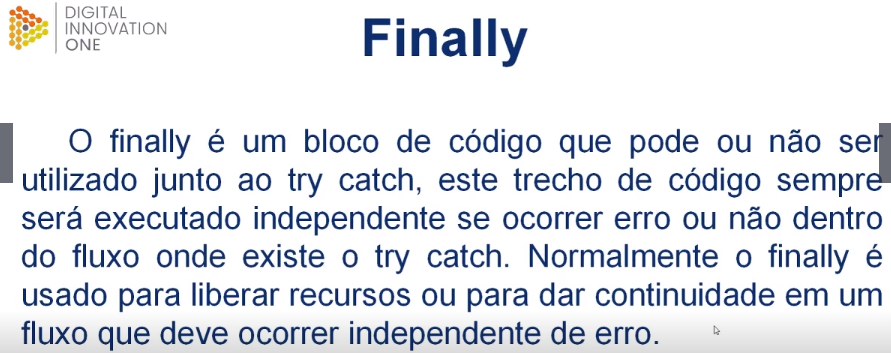 DIGITAL
INNOVATION
ONE
Finally
O finally é um bloco de código que pode ou não ser
utilizado junto ao try catch, este trecho de código sempre
será executado independente se ocorrer erro ou não dentro
do fluxo onde existe o try catch. Normalmente o finally é
usado para liberar recursos ou para dar continuidade em um
fluxo que deve ocorrer independente de erro.